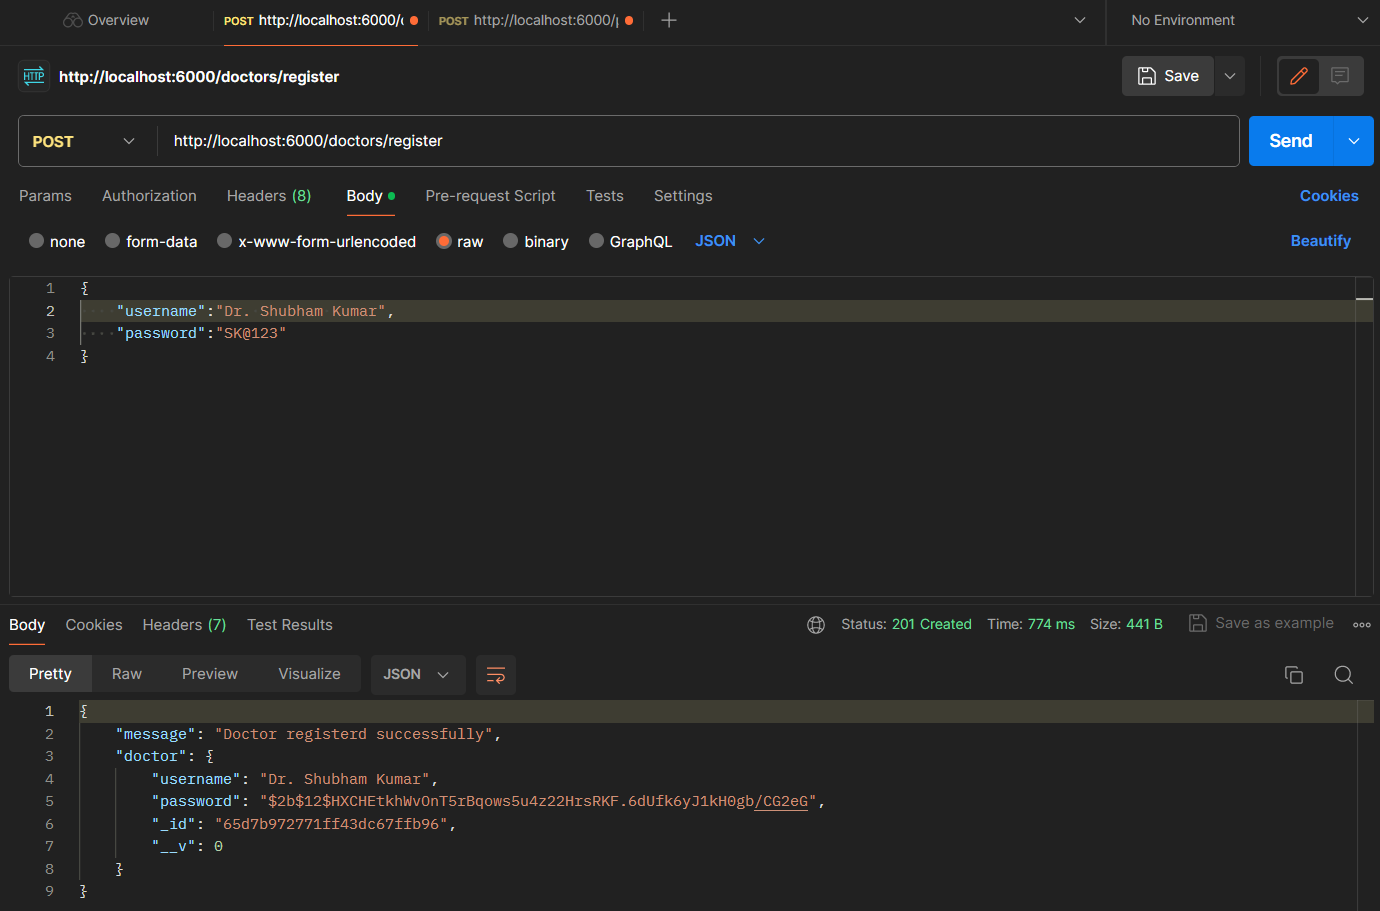 Overview
POST http://localhost:6000/c
POST http://localhost:6000/p
No Environment
HTTP http://localhost:6000/doctors/register
Save
POST
http://localhost:6000/doctors/register
Send
Params
Authorization
Headers (8)
Body
Pre-request Script
Tests
Settings
Cookies
none
form-data
x-www-form-urlencoded
raw
binary
GraphQL
JSON
Beautify
1 {
2 "username":"Dr. Shubham Kumar",
3 "password":"SK@123"
4 }
Body
Cookies
Headers (7)
Test Results
Status: 201 Created
Time: 774 ms
Size: 441 B
Save as example
Pretty
Raw
Preview
Visualize
JSON
1 {
2 "message": "Doctor registerd successfully",
3 "doctor": {
4 "username": "Dr. Shubham Kumar",
5 "password": "$2b$12$HXCHEtkhWvOnT5rBqows5u4z22HrsRKF.6dUfk6yJ1kH0gb/CG2eG",
6 "_id": "65d7b972771ff43dc67ffb96",
7 "__v": 0
8 }
9 }